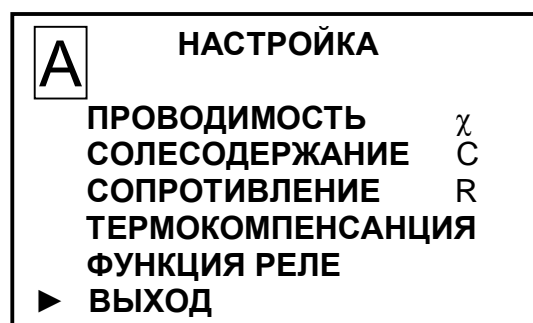 A НАСТРОЙКА
ПРОВОДИМОСТЬ χ
СОЛЕСОДЕРЖАНИЕ C
СОПРОТИВЛЕНИЕ R
ТЕРМОКОМПЕНСАНЦИЯ
ФУНКЦИЯ РЕЛЕ
► ВЫХОД